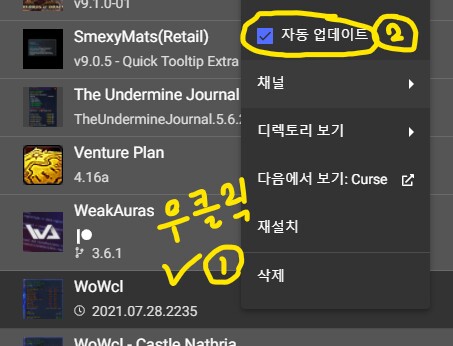 v9.1.0-01
SmexyMats(Retail)
v9.0.5 - Quick Tooltip Extra
The Undermine Journal
TheUndermineJournal.5.6.
Venture Plan
4.16a
WeakAuras
3.6.1
WoWcl
2021.07.28.2235
WoWcl - Castle Nathria
자동 업데이트
②
채널
디렉토리 보기
다음에서 보기: Curse
재설치
삭제
우클릭
①